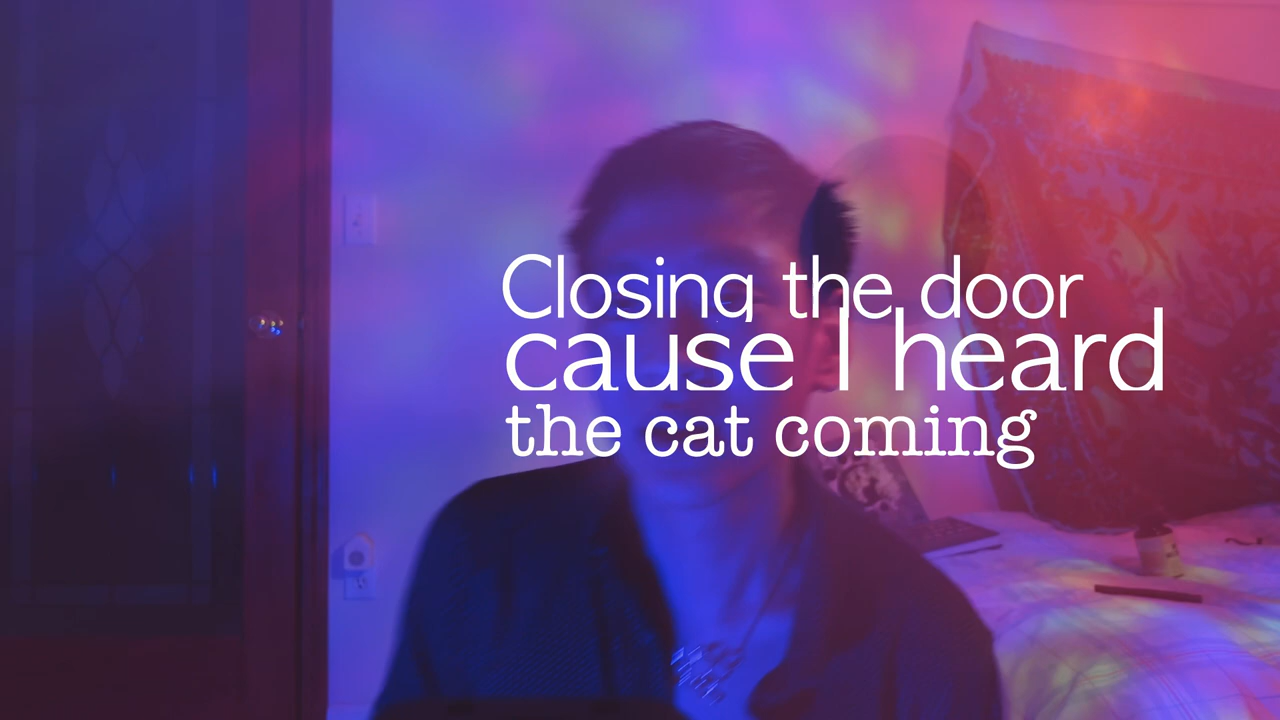 Closing the door
cause I heard
the cat coming